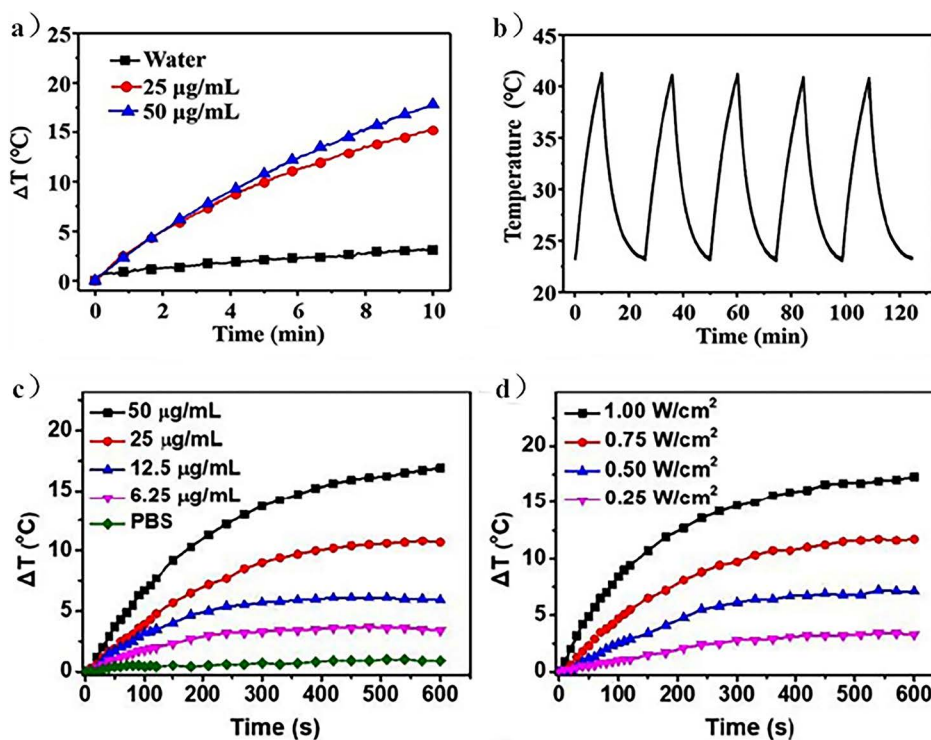 a)
25
20
15
10
5
0
ΔT (°C)
Water
25 μg/mL
50 μg/mL
0 2 4 6 8 10
Time (min)
b)
45
40
35
30
25
20
Temperature (°C)
0 20 40 60 80 100 120
Time (min)
c)
20
15
10
5
0
ΔT (°C)
50 μg/mL
25 μg/mL
12.5 μg/mL
6.25 μg/mL
PBS
0 100 200 300 400 500 600
Time (s)
d)
20
15
10
5
0
ΔT (°C)
1.00 W/cm²
0.75 W/cm²
0.50 W/cm²
0.25 W/cm²
0 100 200 300 400 500 600
Time (s)